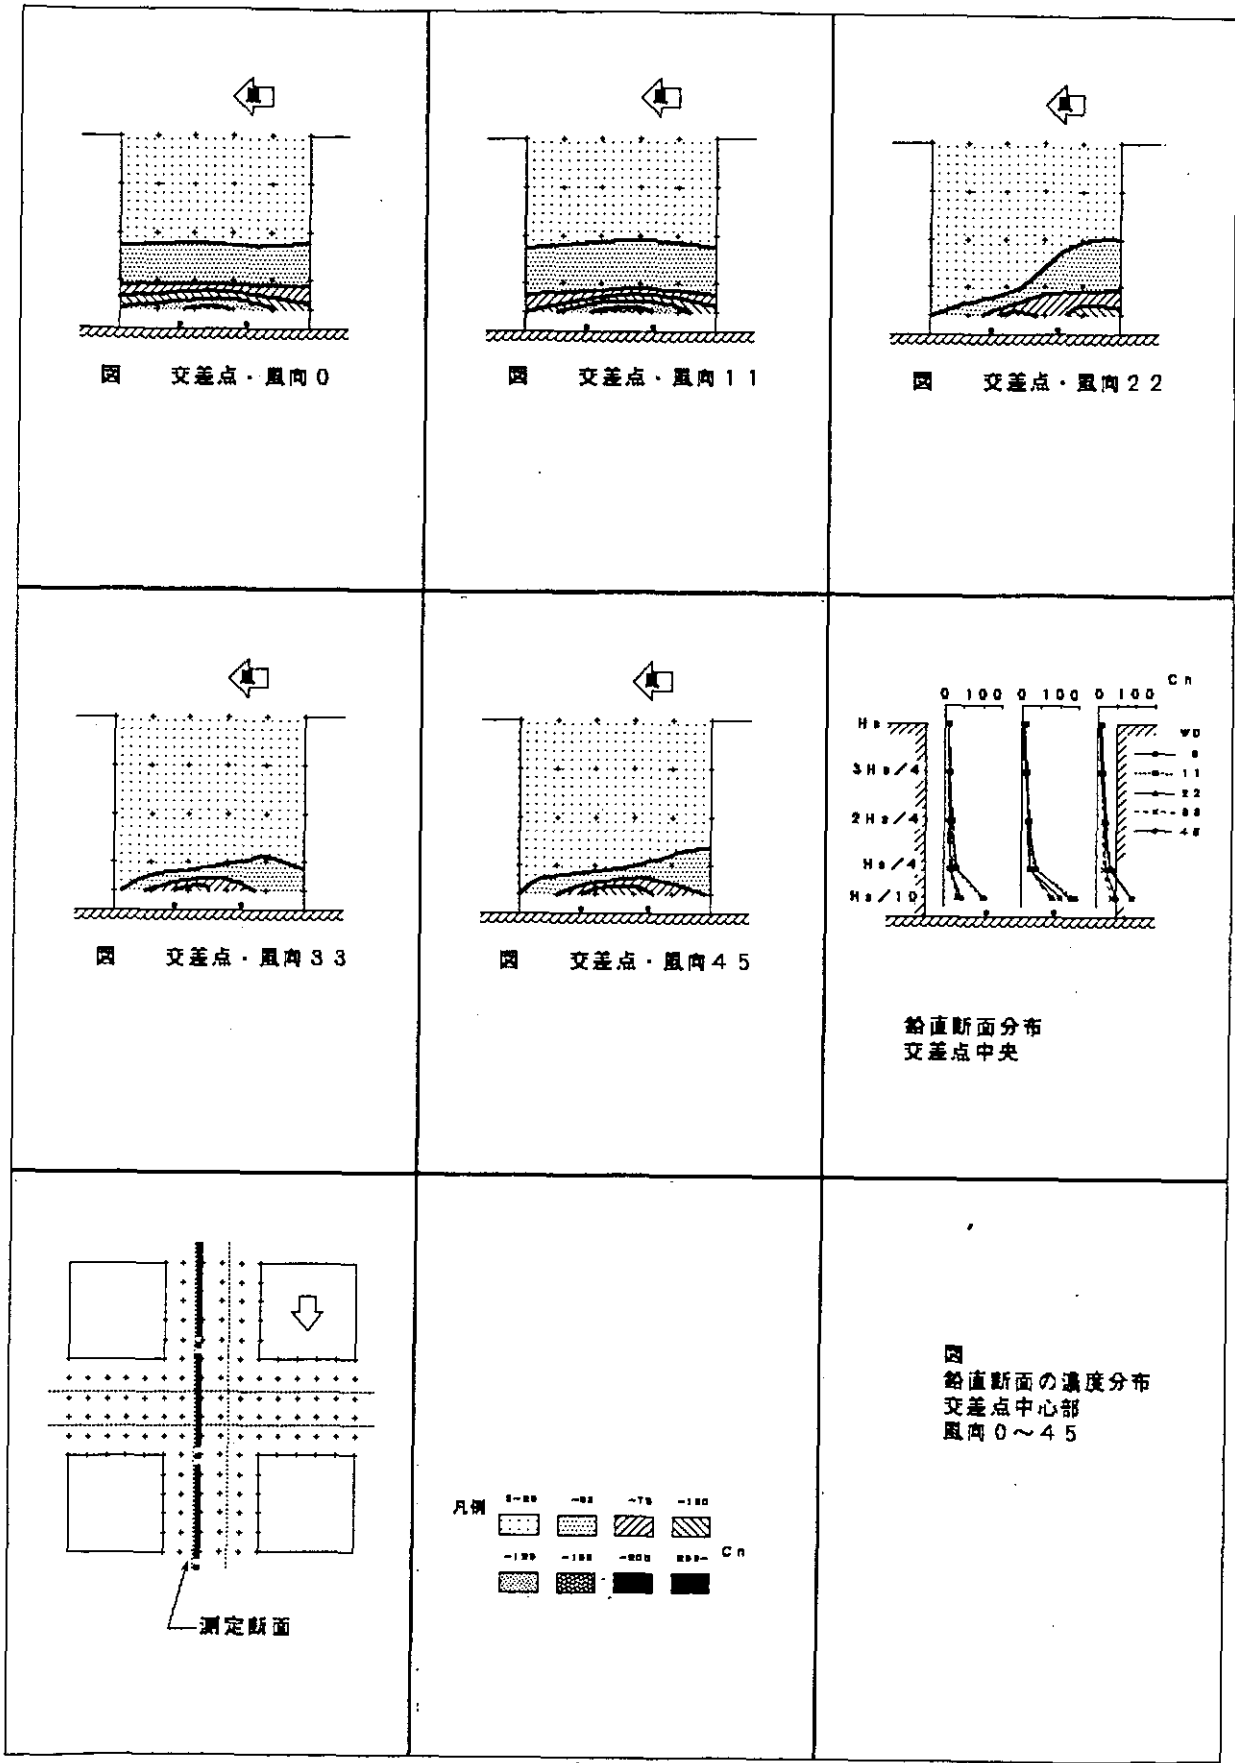 風
風
風
図 交差点・風向0
図 交差点・風向11
図 交差点・風向22
風
風
Cn
0 100 0 100 0 100
Hs
WD
0
3Hs/4
11
22
2Hs/4
33
45
Hs/4
Hs/10
図 交差点・風向33
図 交差点・風向45
鉛直断面分布
交差点中央
図
鉛直断面の濃度分布
交差点中心部
風向0～45
凡例
Cn
測定断面